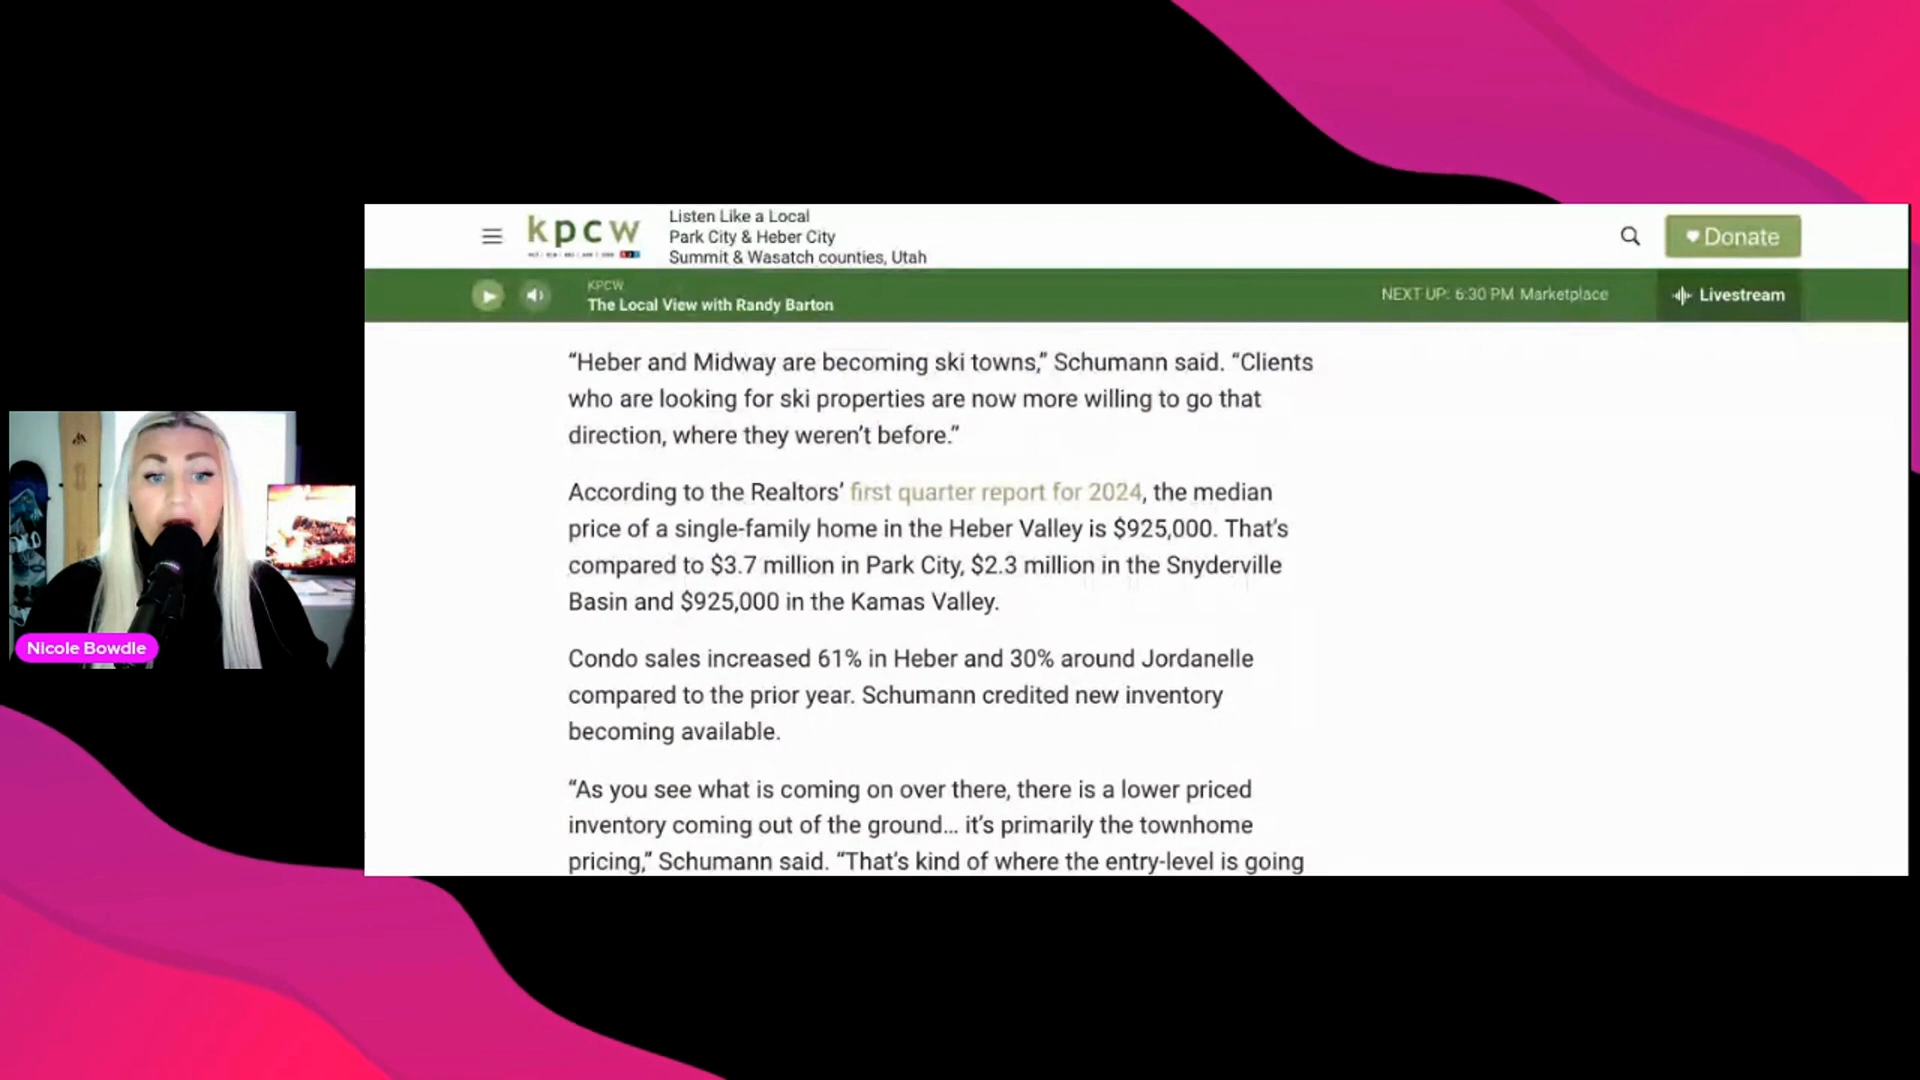 kpcw
Listen Like a Local
Park City & Heber City
Summit & Wasatch counties, Utah
Donate
KPCW
The Local View with Randy Barton
NEXT UP: 6:30 PM Marketplace
Livestream
“Heber and Midway are becoming ski towns,” Schumann said. “Clients
who are looking for ski properties are now more willing to go that
direction, where they weren’t before.”
According to the Realtors’ first quarter report for 2024, the median
price of a single-family home in the Heber Valley is $925,000. That’s
compared to $3.7 million in Park City, $2.3 million in the Snyderville
Basin and $925,000 in the Kamas Valley.
Condo sales increased 61% in Heber and 30% around Jordanelle
compared to the prior year. Schumann credited new inventory
becoming available.
“As you see what is coming on over there, there is a lower priced
inventory coming out of the ground… it’s primarily the townhome
pricing,” Schumann said. “That’s kind of where the entry-level is going
Nicole Bowdle